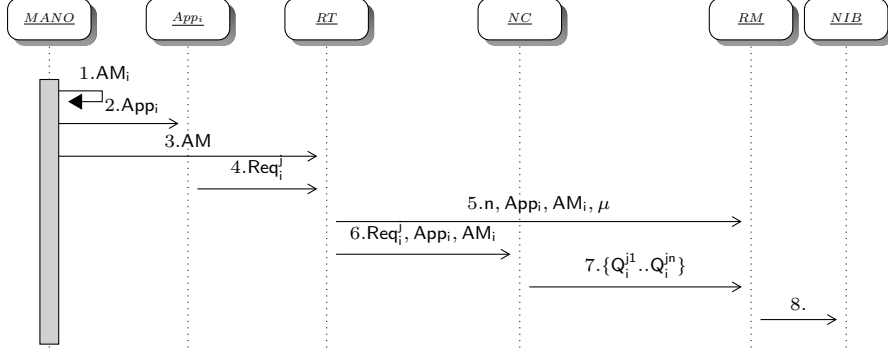 MANO App_i RT NC RM NIB
1.AM_i
2.App_i
3.AM
4.Req_i^j
5.n, App_i, AM_i, μ
6.Req_i^j, App_i, AM_i
7.{Q_i^{j1}..Q_i^{jn}}
8.